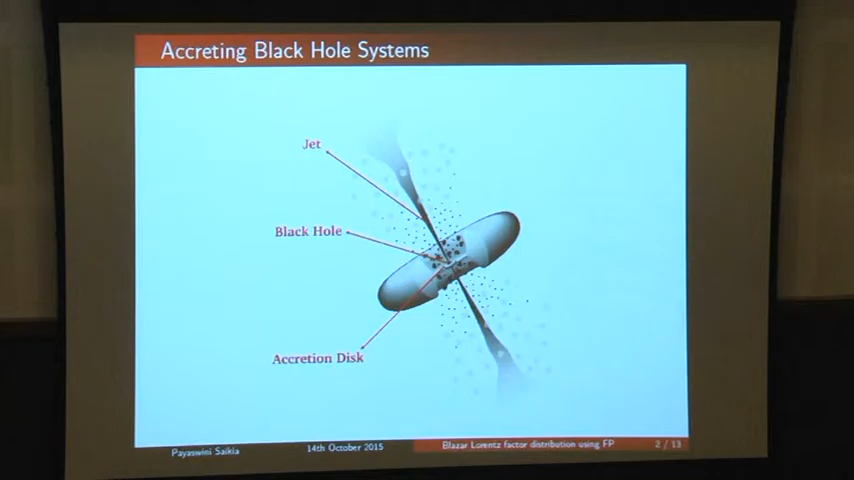 Accreting Black Hole Systems
Jet
Black Hole
Accretion Disk
Payaswini Saikia 14th October 2015 Blazar Lorentz factor distribution using FP 2 / 13